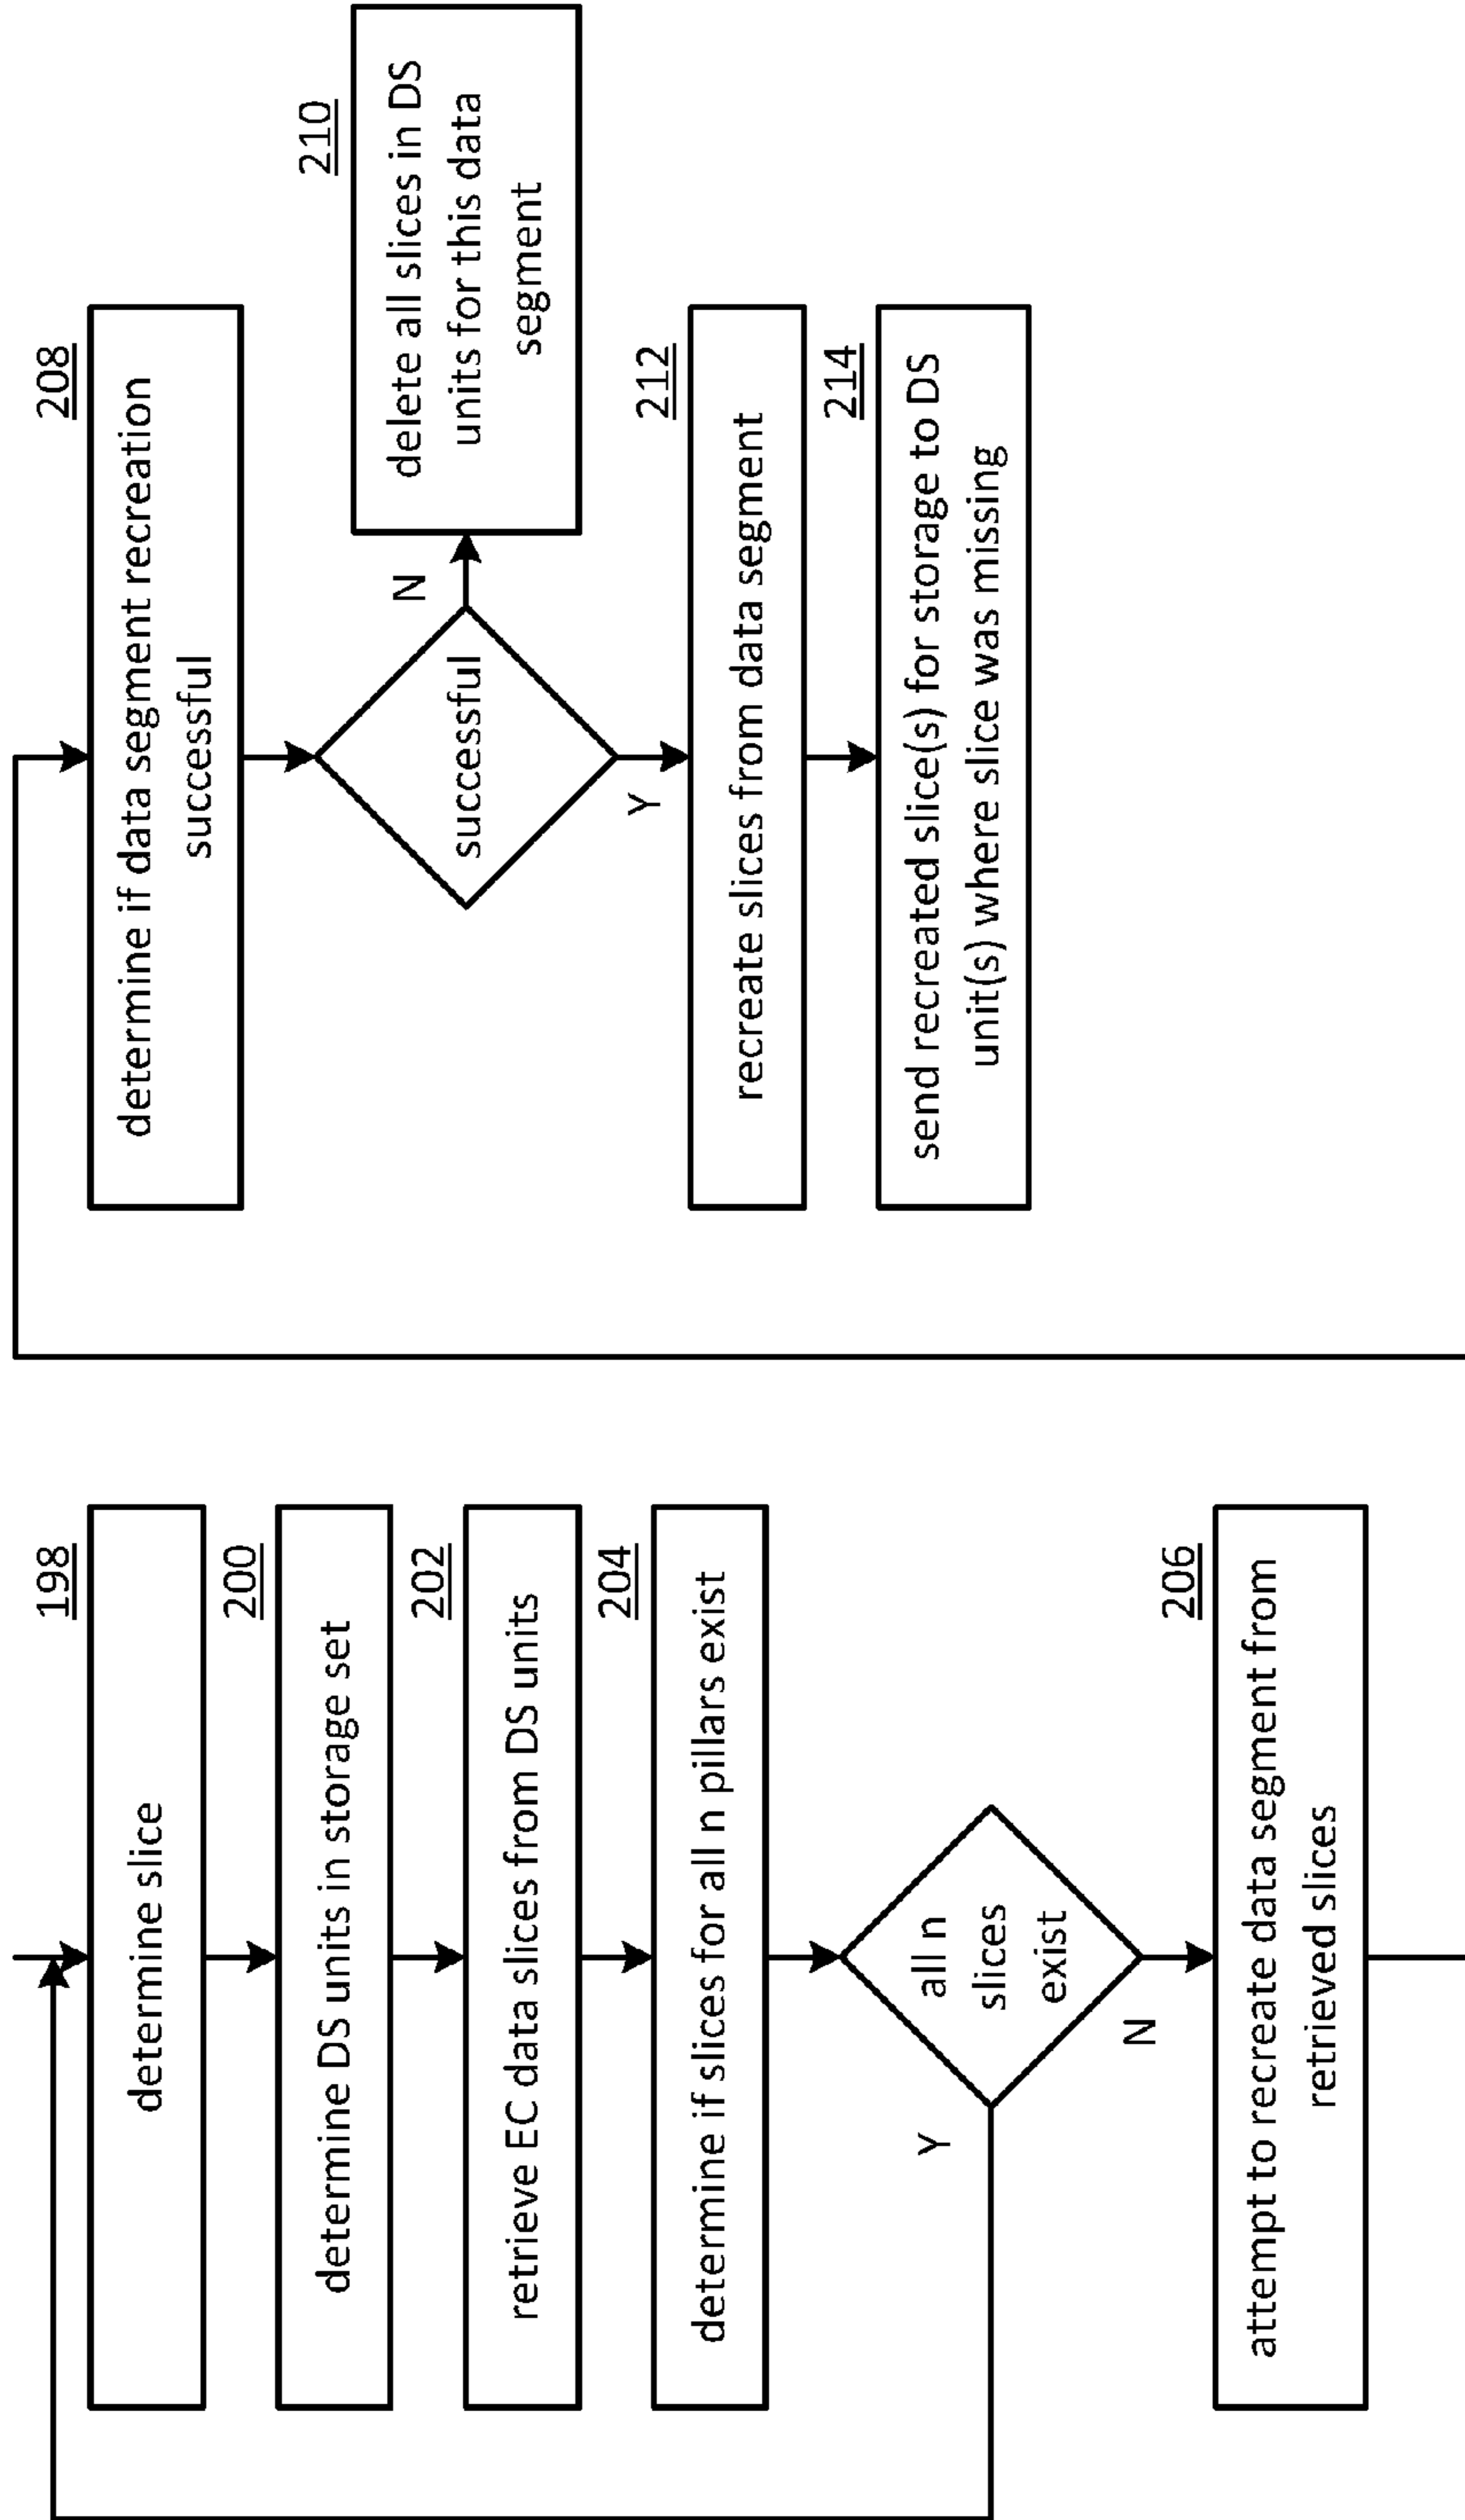 198
determine slice
200
determine DS units in storage set
202
retrieve EC data slices from DS units
204
determine if slices for all n pillars exist
all n
slices
exist
Y
N
206
attempt to recreate data segment from
retrieved slices
208
determine if data segment recreation
successful
successful
N
Y
210
delete all slices in DS
units for this data
segment
212
recreate slices from data segment
214
send recreated slice(s) for storage to DS
unit(s) where slice was missing